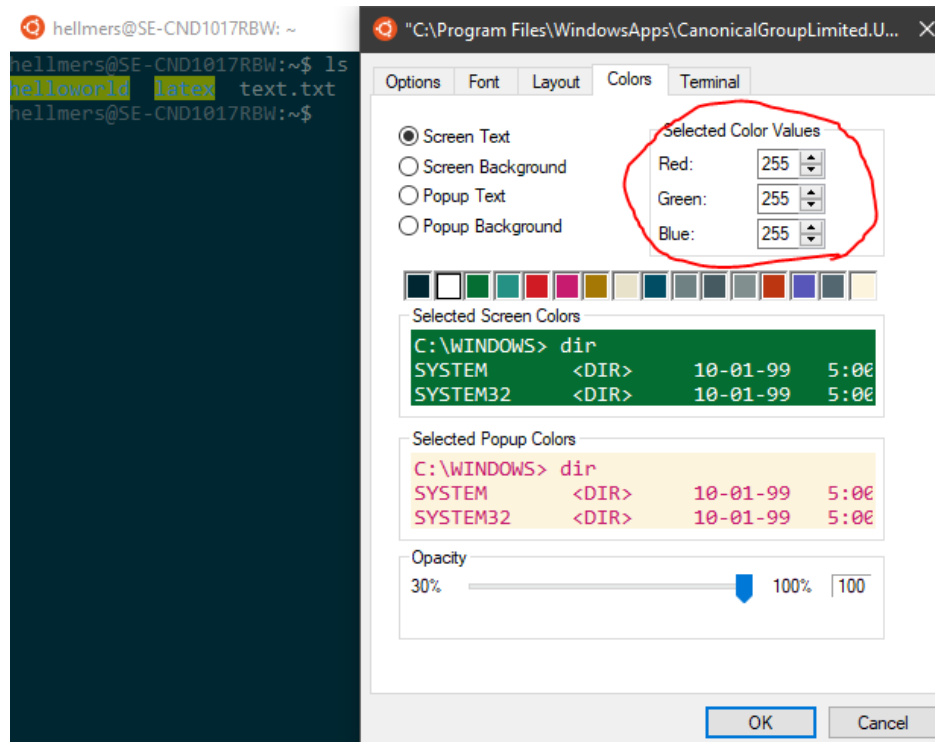 hellmers@SE-CND1017RBW: ~
hellmers@SE-CND1017RBW:~$ ls
helloworld latex text.txt
hellmers@SE-CND1017RBW:~$
"C:\Program Files\WindowsApps\CanonicalGroupLimited.U...
Options Font Layout Colors Terminal
Screen Text
Screen Background
Popup Text
Popup Background
Selected Color Values
Red: 255
Green: 255
Blue: 255
Selected Screen Colors
C:\WINDOWS> dir
SYSTEM <DIR> 10-01-99 5:00
SYSTEM32 <DIR> 10-01-99 5:00
Selected Popup Colors
C:\WINDOWS> dir
SYSTEM <DIR> 10-01-99 5:00
SYSTEM32 <DIR> 10-01-99 5:00
Opacity
30% 100% 100
OK Cancel